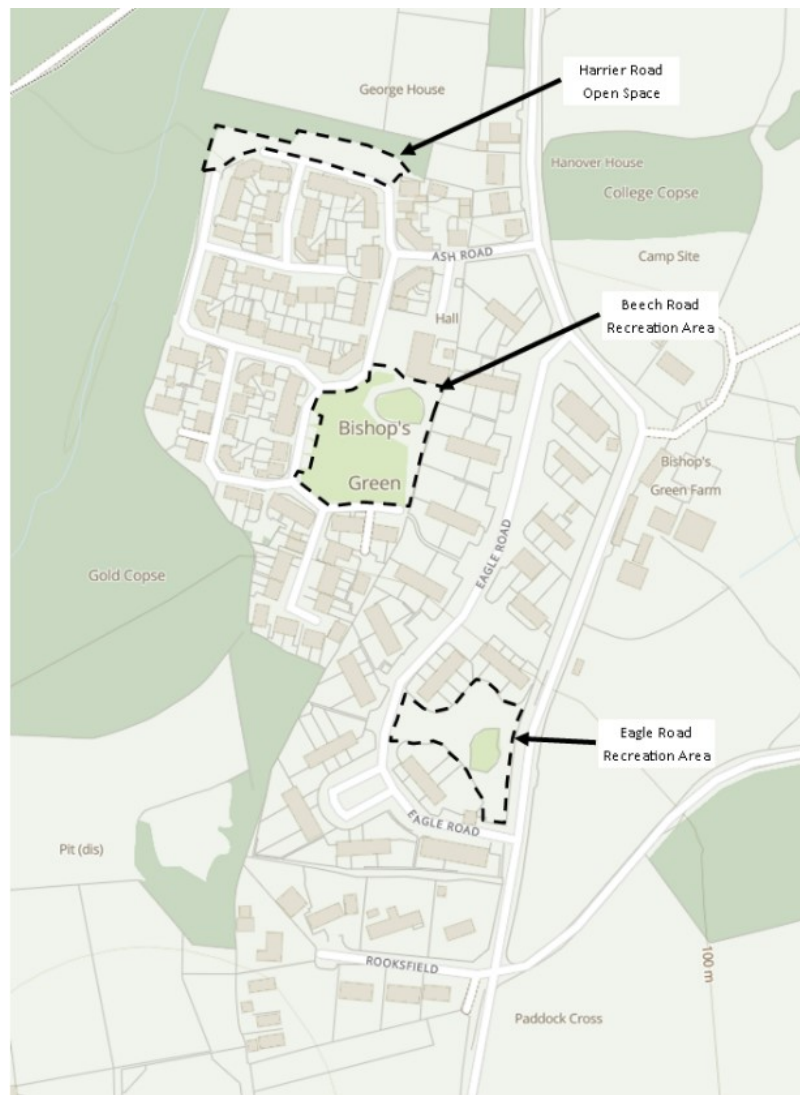 Harrier Road
Open Space
George House
Hanover House
College Copse
ASH ROAD
Camp Site
Hall
Beech Road
Recreation Area
Bishop's
Green
Bishop's
Green Farm
EAGLE ROAD
Gold Copse
Eagle Road
Recreation Area
EAGLE ROAD
Pit (dis)
ROOKSFIELD
100 m
Paddock Cross